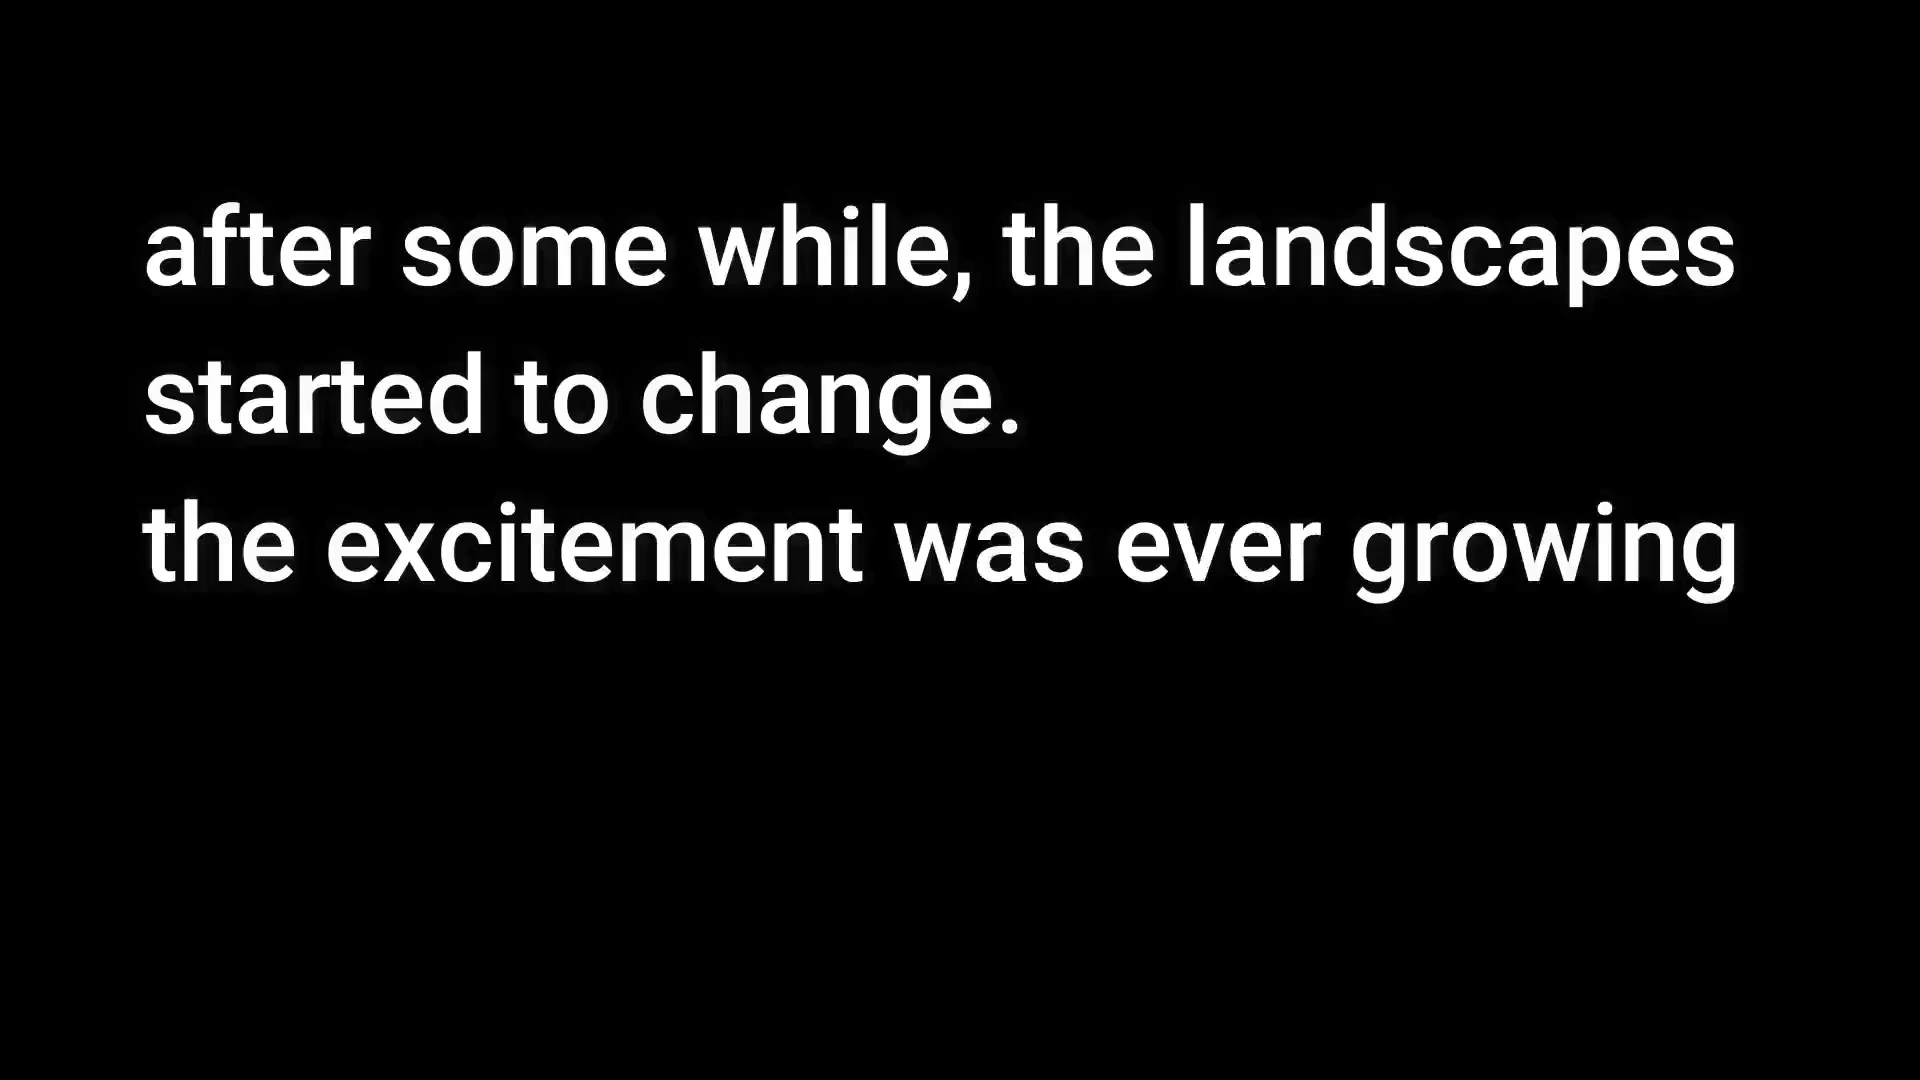 after some while, the landscapes
started to change.
the excitement was ever growing